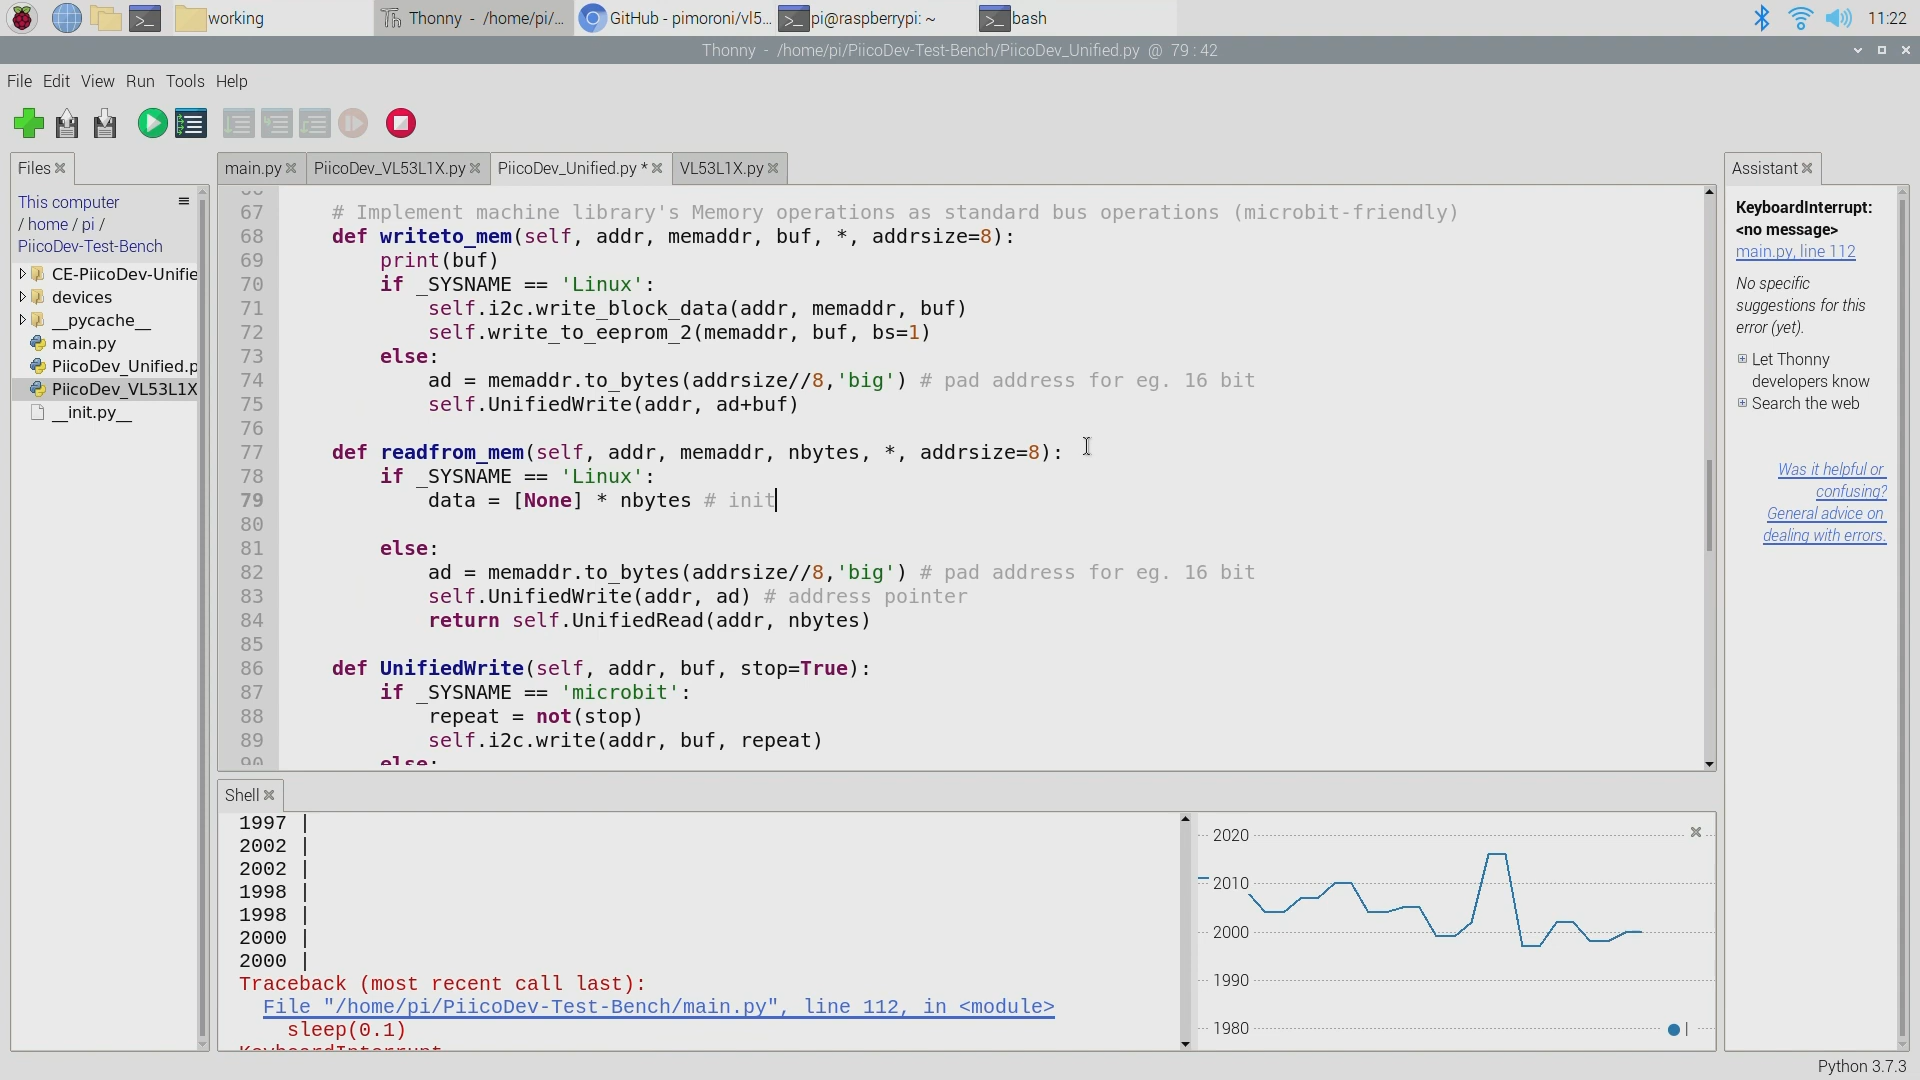 working
Thonny - /home/pi/...
GitHub - pimoroni/vl5...
pi@raspberrypi: ~
bash
11:22
Thonny - /home/pi/PiicoDev-Test-Bench/PiicoDev_Unified.py @ 79 : 42
File Edit View Run Tools Help
Files
main.py
PiicoDev_VL53L1X.py
PiicoDev_Unified.py *
VL53L1X.py
Assistant
This computer
/ home / pi /
PiicoDev-Test-Bench
CE-PiicoDev-Unifie
devices
__pycache__
main.py
PiicoDev_Unified.p
PiicoDev_VL53L1X
__init.py__
67 # Implement machine library's Memory operations as standard bus operations (microbit-friendly)
68 def writeto_mem(self, addr, memaddr, buf, *, addrsize=8):
69 print(buf)
70 if _SYSNAME == 'Linux':
71 self.i2c.write_block_data(addr, memaddr, buf)
72 self.write_to_eeprom_2(memaddr, buf, bs=1)
73 else:
74 ad = memaddr.to_bytes(addrsize//8,'big') # pad address for eg. 16 bit
75 self.UnifiedWrite(addr, ad+buf)
76
77 def readfrom_mem(self, addr, memaddr, nbytes, *, addrsize=8):
78 if _SYSNAME == 'Linux':
79 data = [None] * nbytes # init
80
81 else:
82 ad = memaddr.to_bytes(addrsize//8,'big') # pad address for eg. 16 bit
83 self.UnifiedWrite(addr, ad) # address pointer
84 return self.UnifiedRead(addr, nbytes)
85
86 def UnifiedWrite(self, addr, buf, stop=True):
87 if _SYSNAME == 'microbit':
88 repeat = not(stop)
89 self.i2c.write(addr, buf, repeat)
90 else:
KeyboardInterrupt:
<no message>
main.py, line 112
No specific
suggestions for this
error (yet).
Let Thonny
developers know
Search the web
Was it helpful or
confusing?
General advice on
dealing with errors.
Shell
1997 |
2002 |
2002 |
1998 |
1998 |
2000 |
2000 |
Traceback (most recent call last):
File "/home/pi/PiicoDev-Test-Bench/main.py", line 112, in <module>
sleep(0.1)
KeyboardInterrupt
2020
2010
2000
1990
1980
|
Python 3.7.3